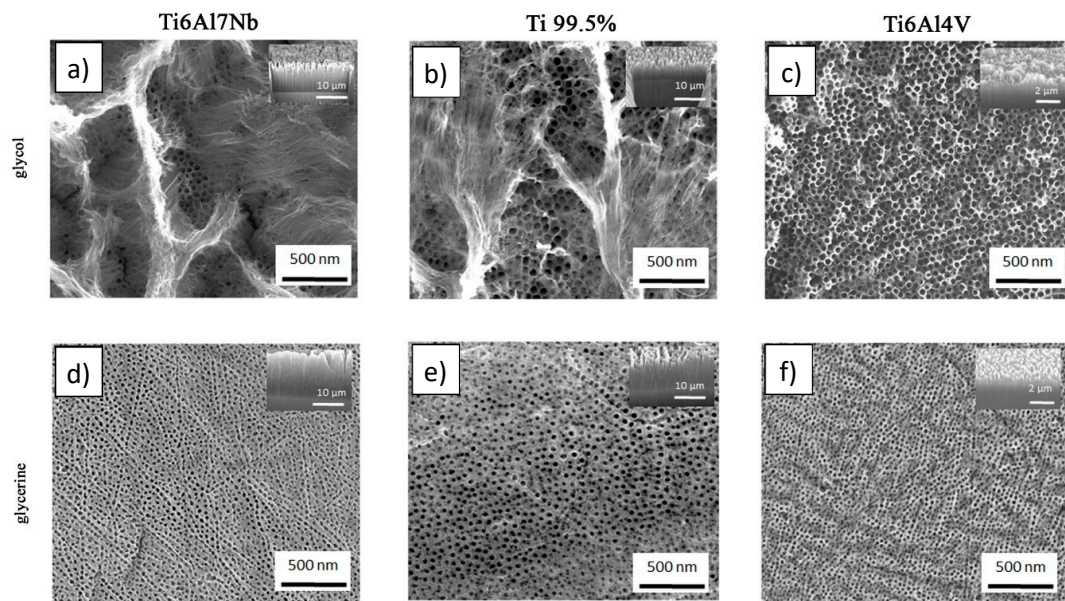 Ti6Al7Nb Ti 99.5% Ti6Al4V
glycol
a) 10 µm 500 nm
b) 10 µm 500 nm
c) 2 µm 500 nm
glycerine
d) 10 µm 500 nm
e) 10 µm 500 nm
f) 2 µm 500 nm